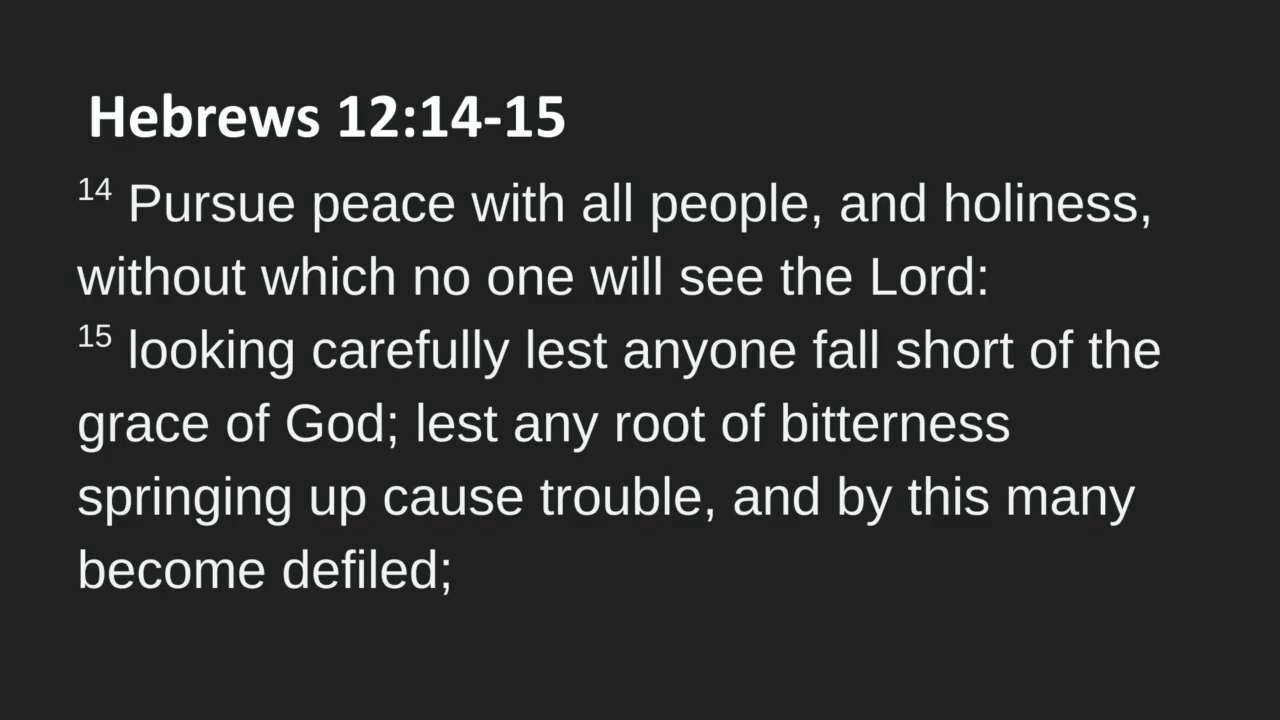 Hebrews 12:14-15
14 Pursue peace with all people, and holiness,
without which no one will see the Lord:
15 looking carefully lest anyone fall short of the
grace of God; lest any root of bitterness
springing up cause trouble, and by this many
become defiled;